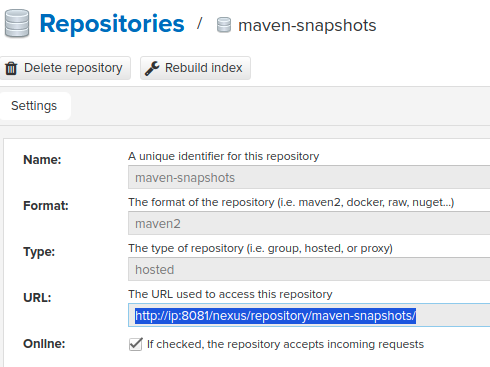 Repositories / maven-snapshots
Delete repository Rebuild index
Settings
Name: A unique identifier for this repository
maven-snapshots
Format: The format of the repository (i.e. maven2, docker, raw, nuget...)
maven2
Type: The type of repository (i.e. group, hosted, or proxy)
hosted
URL: The URL used to access this repository
http://ip:8081/nexus/repository/maven-snapshots/
Online: If checked, the repository accepts incoming requests